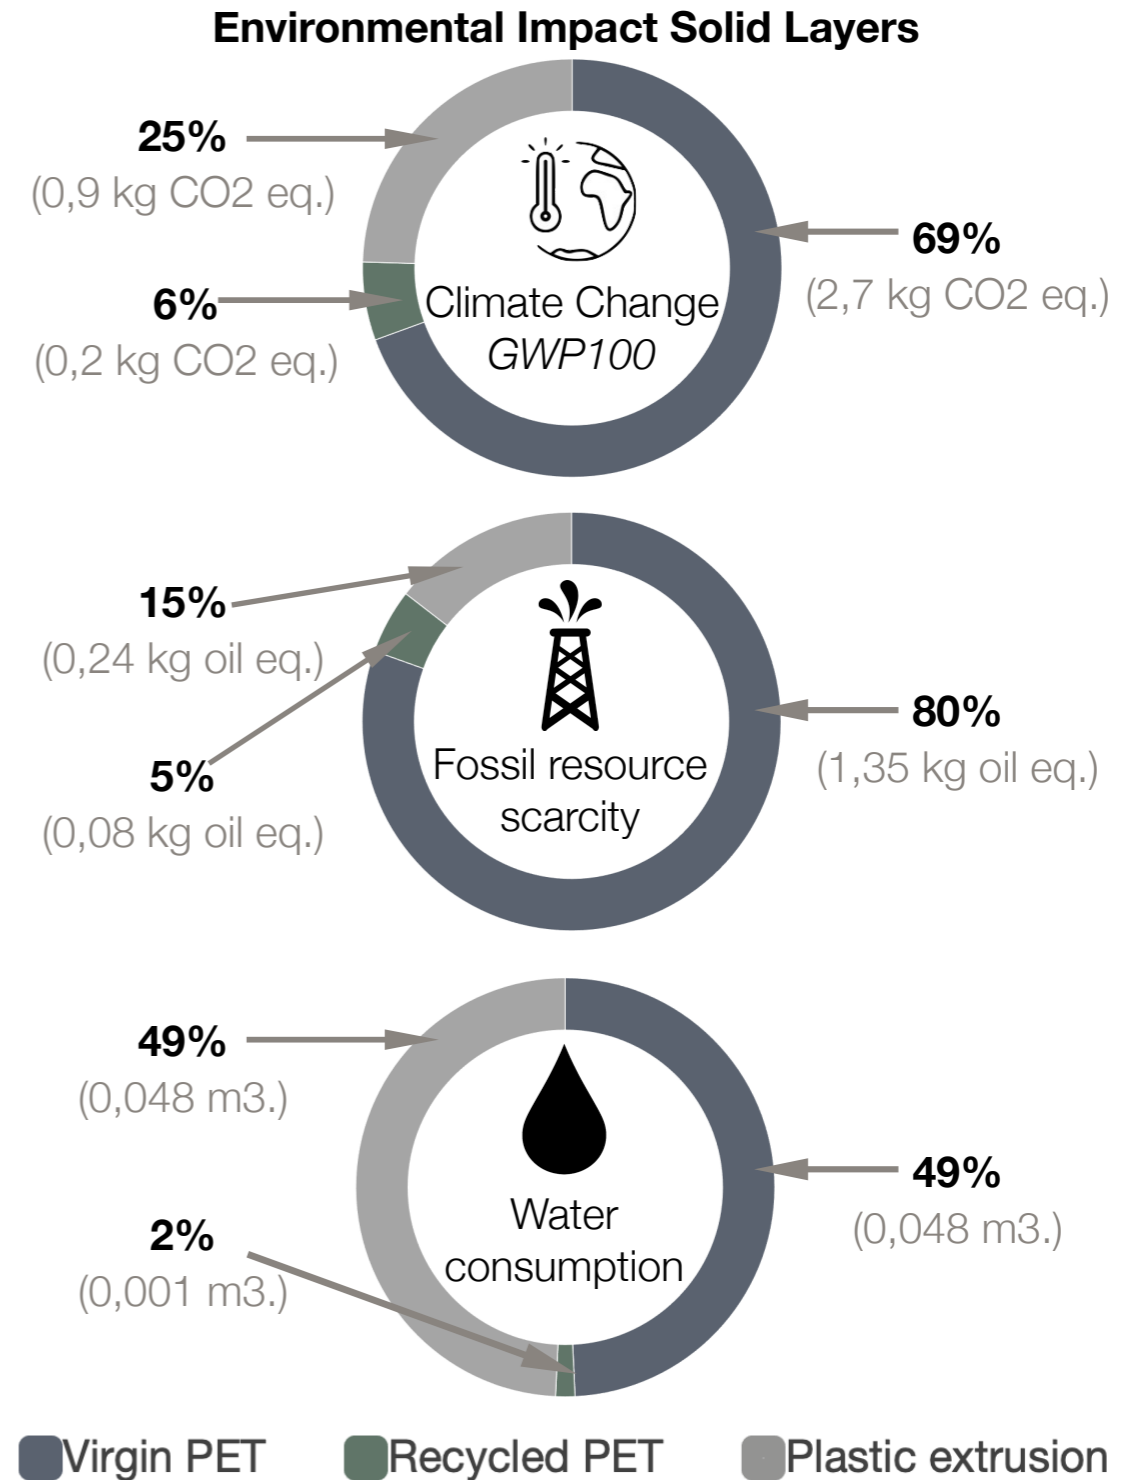 Environmental Impact Solid Layers
25%
(0,9 kg CO2 eq.)
69%
(2,7 kg CO2 eq.)
6%
(0,2 kg CO2 eq.)
Climate Change
GWP100
15%
(0,24 kg oil eq.)
80%
(1,35 kg oil eq.)
5%
(0,08 kg oil eq.)
Fossil resource
scarcity
49%
(0,048 m3.)
49%
(0,048 m3.)
2%
(0,001 m3.)
Water
consumption
Virgin PET
Recycled PET
Plastic extrusion